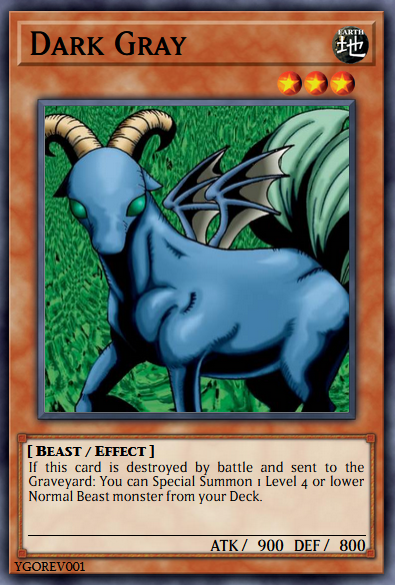 DARK GRAY
EARTH
地
[ BEAST / EFFECT ]
If this card is destroyed by battle and sent to the
Graveyard: You can Special Summon 1 Level 4 or lower
Normal Beast monster from your Deck.
ATK / 900 DEF / 800
YGOREV001